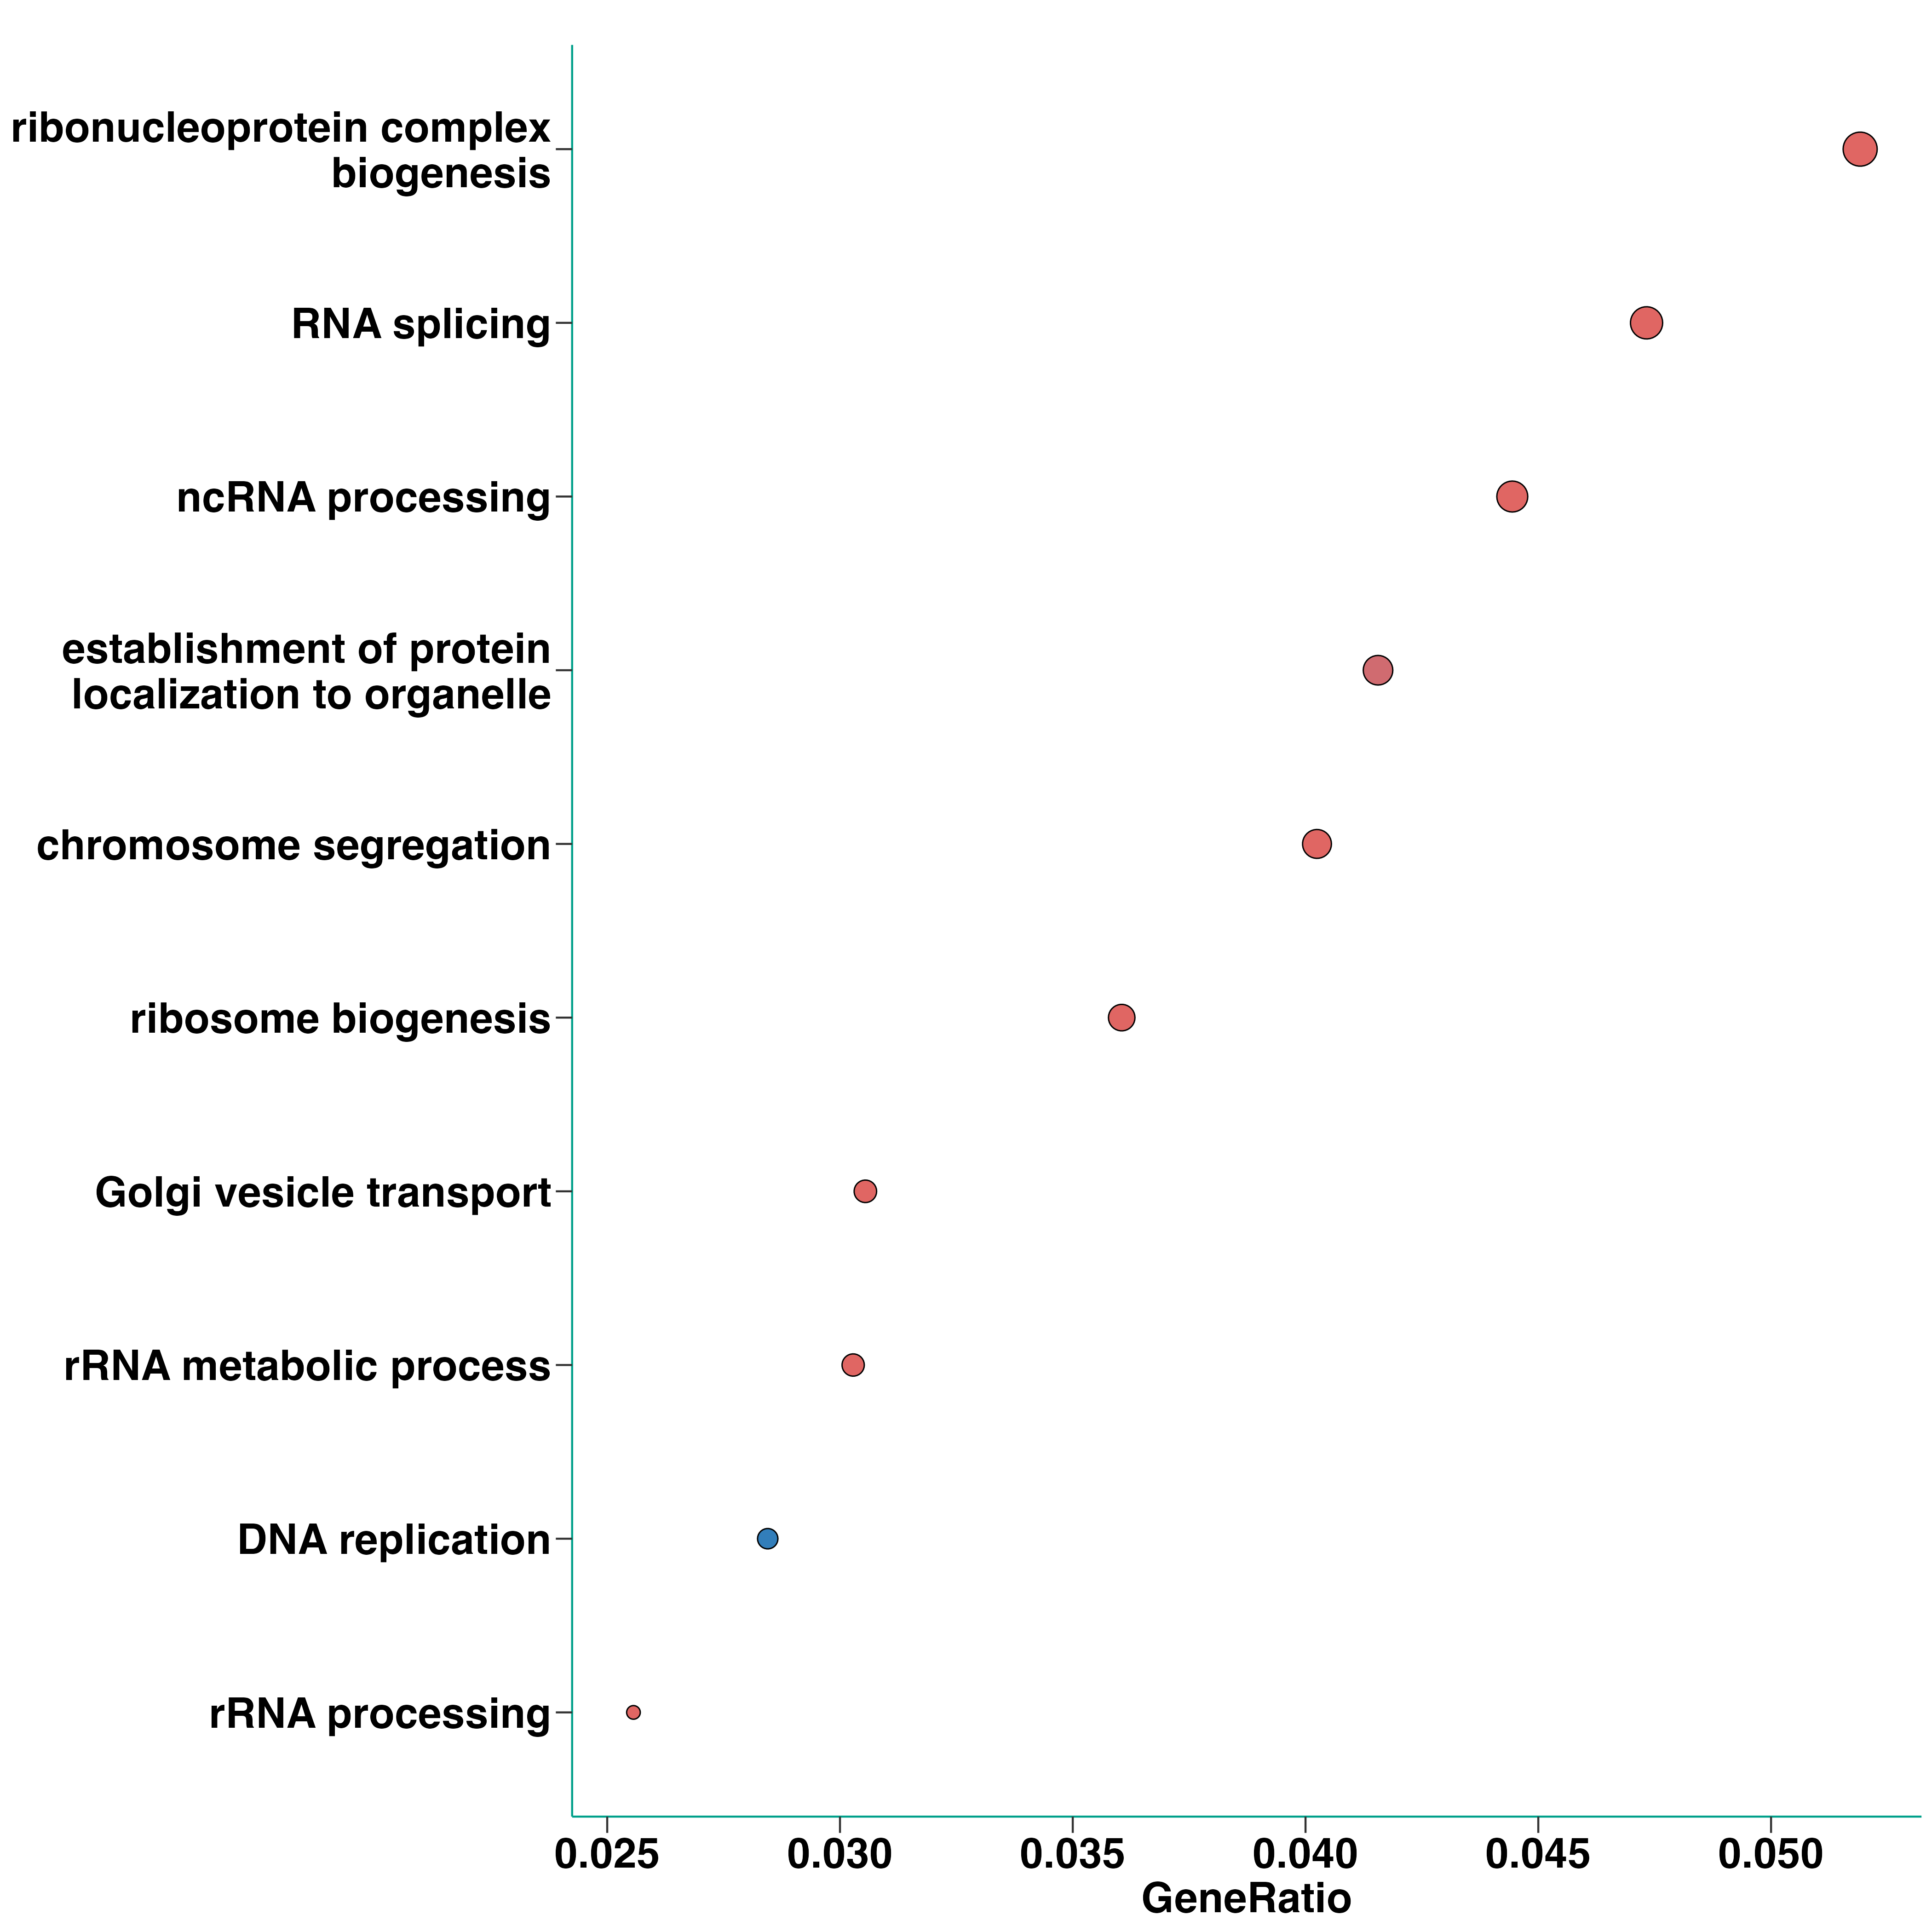 ribonucleoprotein complex
biogenesis
RNA splicing
ncRNA processing
establishment of protein
localization to organelle
chromosome segregation
ribosome biogenesis
Golgi vesicle transport
rRNA metabolic process
DNA replication
rRNA processing
0.025 0.030 0.035 0.040 0.045 0.050
GeneRatio